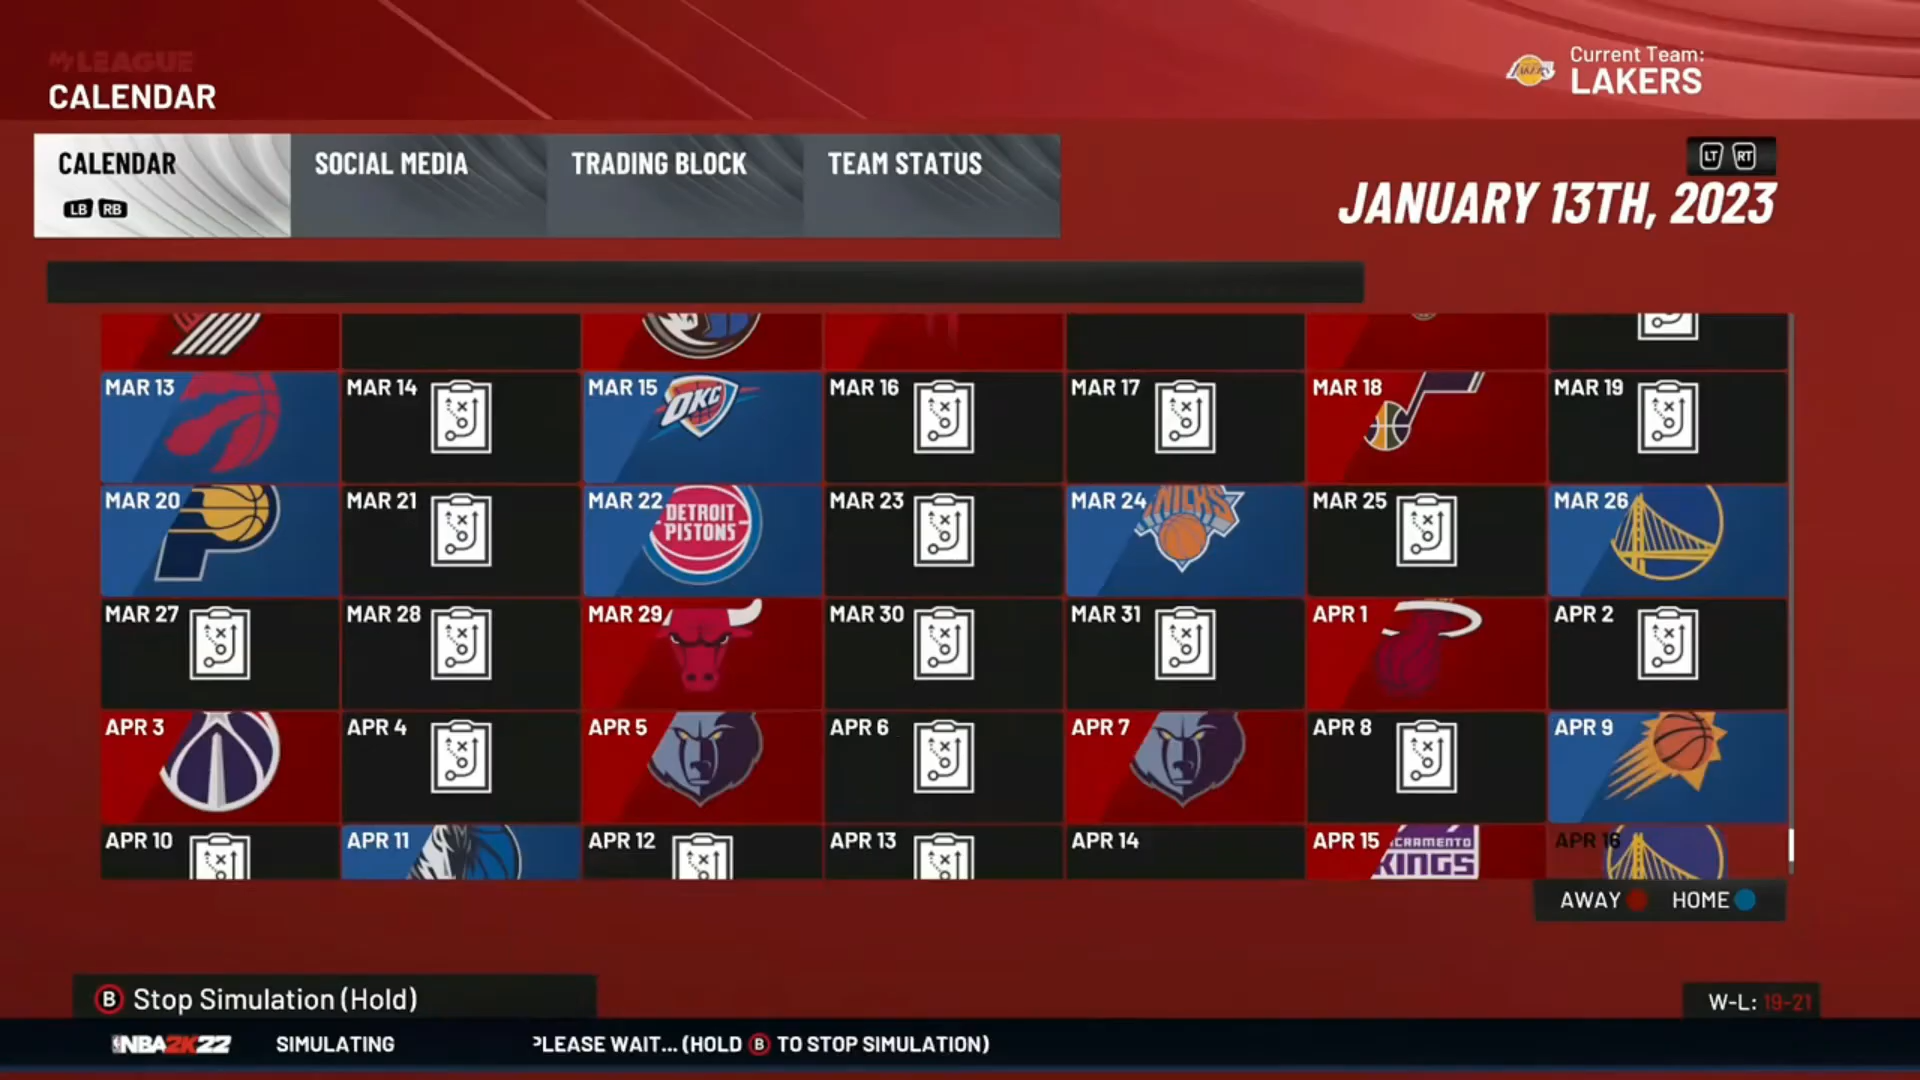 MyLEAGUE
CALENDAR
Current Team:
LAKERS
CALENDAR
LB RB
SOCIAL MEDIA
TRADING BLOCK
TEAM STATUS
LT RT
JANUARY 13TH, 2023
MAR 13
MAR 14
MAR 15
OKC
MAR 16
MAR 17
MAR 18
MAR 19
MAR 20
MAR 21
MAR 22
DETROIT
PISTONS
MAR 23
MAR 24
KNICKS
MAR 25
MAR 26
MAR 27
MAR 28
MAR 29
MAR 30
MAR 31
APR 1
APR 2
APR 3
APR 4
APR 5
APR 6
APR 7
APR 8
APR 9
APR 10
APR 11
APR 12
APR 13
APR 14
APR 15
SACRAMENTO
KINGS
APR 16
AWAY HOME
B Stop Simulation (Hold)
W-L: 19-21
NBA2K22
SIMULATING
PLEASE WAIT... (HOLD B TO STOP SIMULATION)